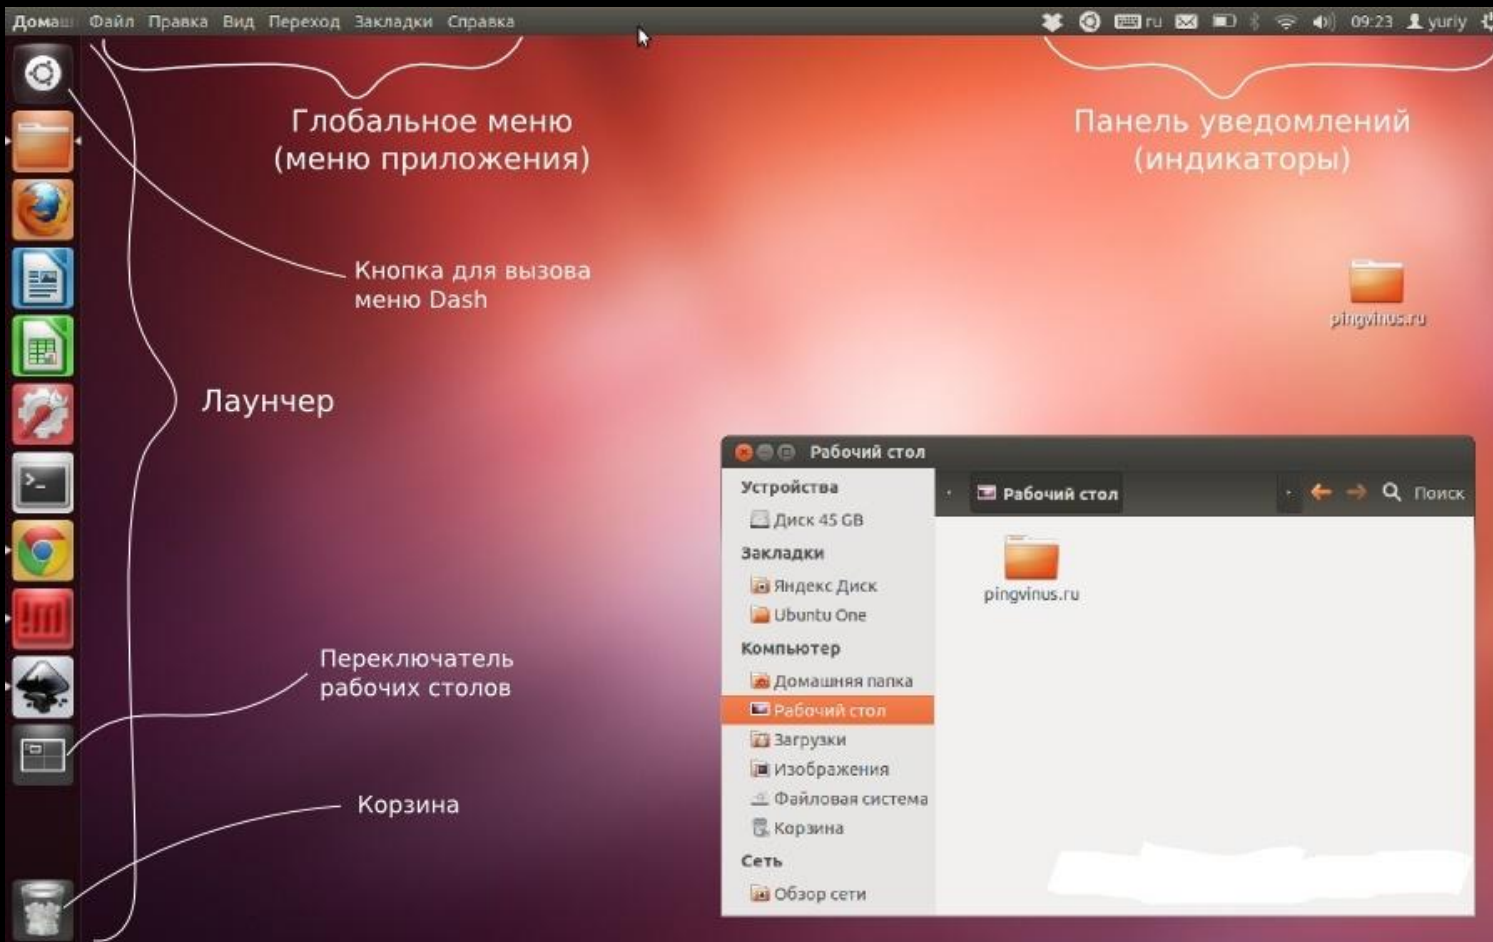 Файл Правка Вид Переход Закладки Справка
ru 09:23 yuriy
Глобальное меню
(меню приложения)
Панель уведомлений
(индикаторы)
Кнопка для вызова
меню Dash
pingvinus.ru
Лаунчер
Переключатель
рабочих столов
Корзина
Рабочий стол
Устройства
Диск 45 GB
Закладки
Яндекс Диск
Ubuntu One
Компьютер
Домашняя папка
Рабочий стол
Загрузки
Изображения
Файловая система
Корзина
Сеть
Обзор сети
Рабочий стол
Поиск
pingvinus.ru